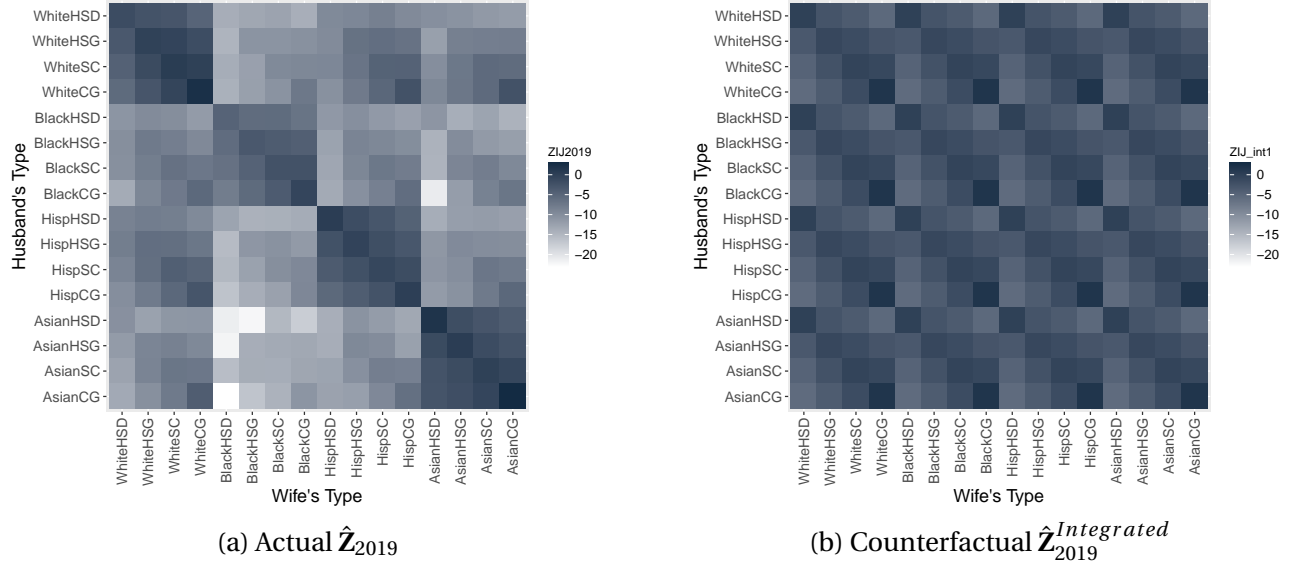 WhiteHSD
WhiteHSG
WhiteSC
WhiteCG
BlackHSD
BlackHSG
BlackSC
BlackCG
HispHSD
HispHSG
HispSC
HispCG
AsianHSD
AsianHSG
AsianSC
AsianCG
Husband's Type
WhiteHSD
WhiteHSG
WhiteSC
WhiteCG
BlackHSD
BlackHSG
BlackSC
BlackCG
HispHSD
HispHSG
HispSC
HispCG
AsianHSD
AsianHSG
AsianSC
AsianCG
Wife's Type
ZIJ2019
0
−5
−10
−15
−20
(a) Actual Ẑ₂₀₁₉
WhiteHSD
WhiteHSG
WhiteSC
WhiteCG
BlackHSD
BlackHSG
BlackSC
BlackCG
HispHSD
HispHSG
HispSC
HispCG
AsianHSD
AsianHSG
AsianSC
AsianCG
Husband's Type
WhiteHSD
WhiteHSG
WhiteSC
WhiteCG
BlackHSD
BlackHSG
BlackSC
BlackCG
HispHSD
HispHSG
HispSC
HispCG
AsianHSD
AsianHSG
AsianSC
AsianCG
Wife's Type
ZIJ_int1
0
−5
−10
−15
−20
(b) Counterfactual Ẑ₂₀₁₉^Integrated